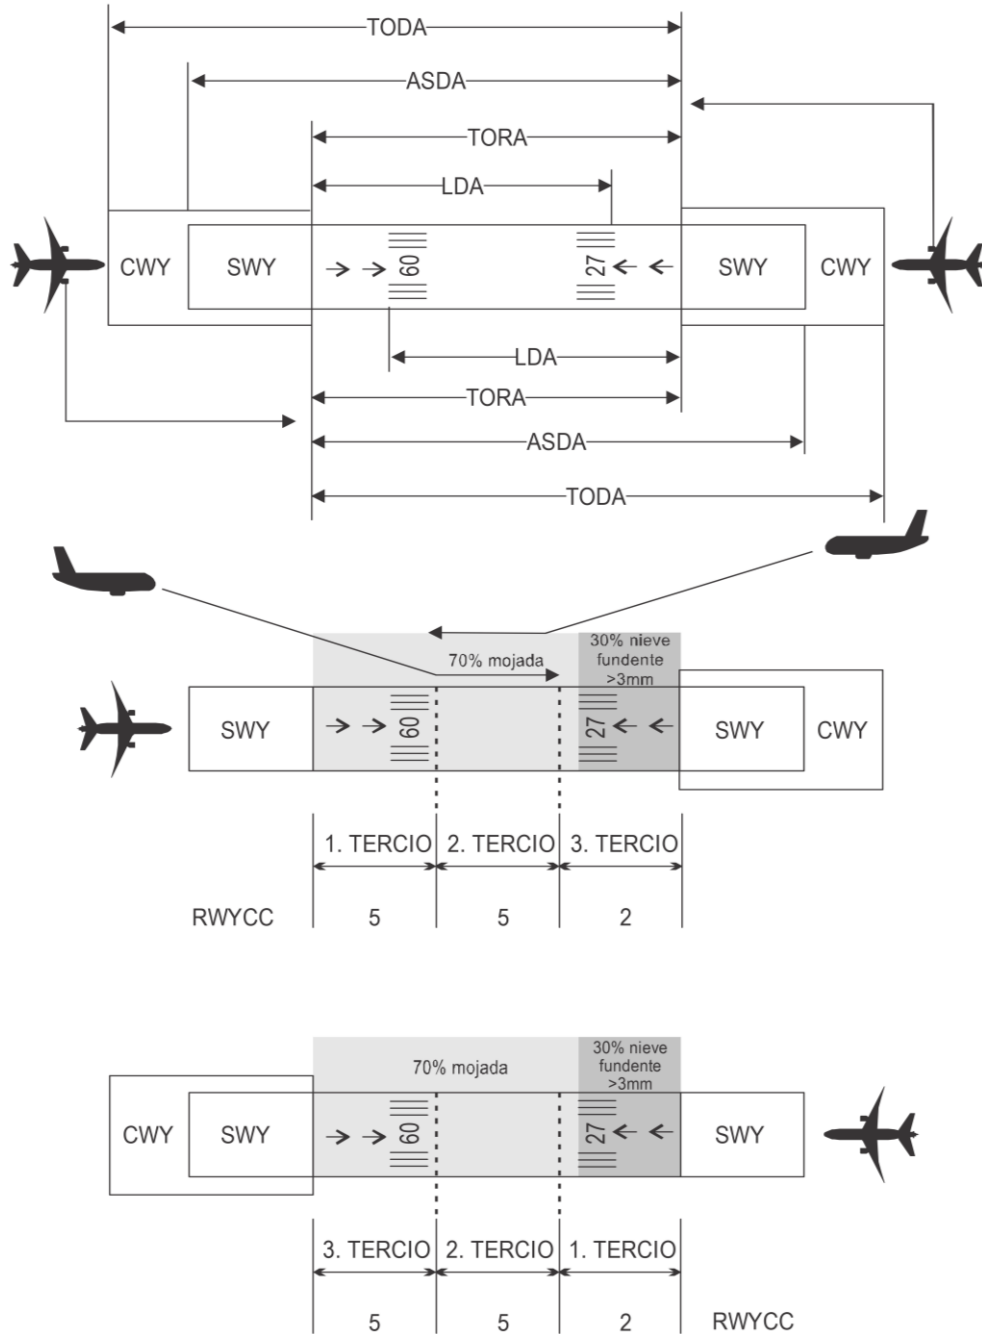 TODA
ASDA
TORA
LDA
CWY SWY 09 27 SWY CWY
LDA
TORA
ASDA
TODA
30% nieve
fundente
>3mm
70% mojada
SWY 09 27 SWY CWY
1. TERCIO 2. TERCIO 3. TERCIO
RWYCC 5 5 2
30% nieve
fundente
>3mm
70% mojada
CWY SWY 09 27 SWY
3. TERCIO 2. TERCIO 1. TERCIO
5 5 2 RWYCC